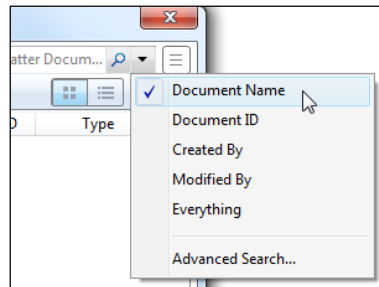 atter Docum...
Type
Document Name
Document ID
Created By
Modified By
Everything
Advanced Search...